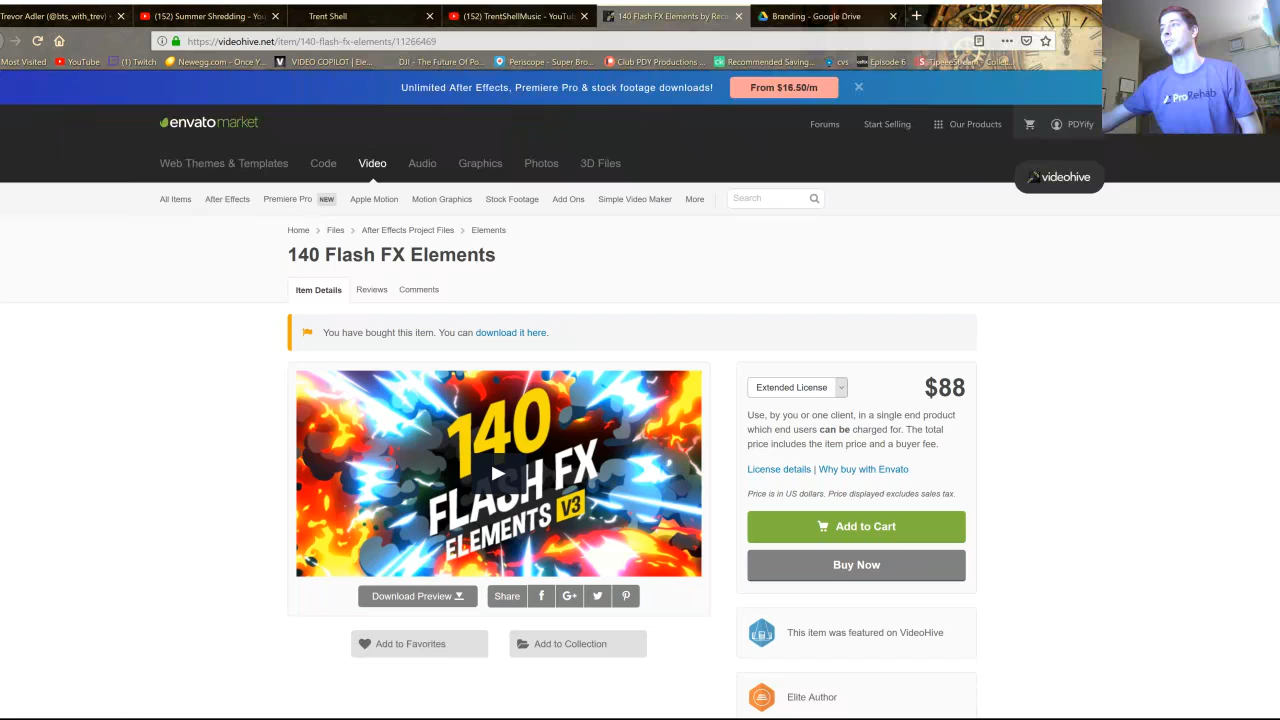 Trevor Adler (@bts_with_trev)
(152) Summer Shredding - You
Trent Shell
(152) TrentShellMusic - YouTu
140 Flash FX Elements by Rece
Branding - Google Drive
https://videohive.net/item/140-flash-fx-elements/11266469
Most Visited
YouTube
Twitch
Newegg.com - Once Y...
VIDEO COPILOT | Ele...
DJI - The Future Of Po...
Periscope - Super Bro...
Club PDY Productions ...
Recommended Saving...
cvs
Episode 6
TipeeeStream - Collec...
ProRehab
Unlimited After Effects, Premiere Pro & stock footage downloads!
From $16.50/m
envato market
Forums
Start Selling
Our Products
PDYify
Web Themes & Templates
Code
Video
Audio
Graphics
Photos
3D Files
videohive
All Items
After Effects
Premiere Pro NEW
Apple Motion
Motion Graphics
Stock Footage
Add Ons
Simple Video Maker
More
Search
Home > Files > After Effects Project Files > Elements
140 Flash FX Elements
Item Details
Reviews
Comments
You have bought this item. You can download it here.
140
FLASH FX
ELEMENTS V3
Download Preview
Share
Add to Favorites
Add to Collection
Extended License
$88
Use, by you or one client, in a single end product
which end users can be charged for. The total
price includes the item price and a buyer fee.
License details | Why buy with Envato
Price is in US dollars. Price displayed excludes sales tax.
Add to Cart
Buy Now
This item was featured on VideoHive
Elite Author